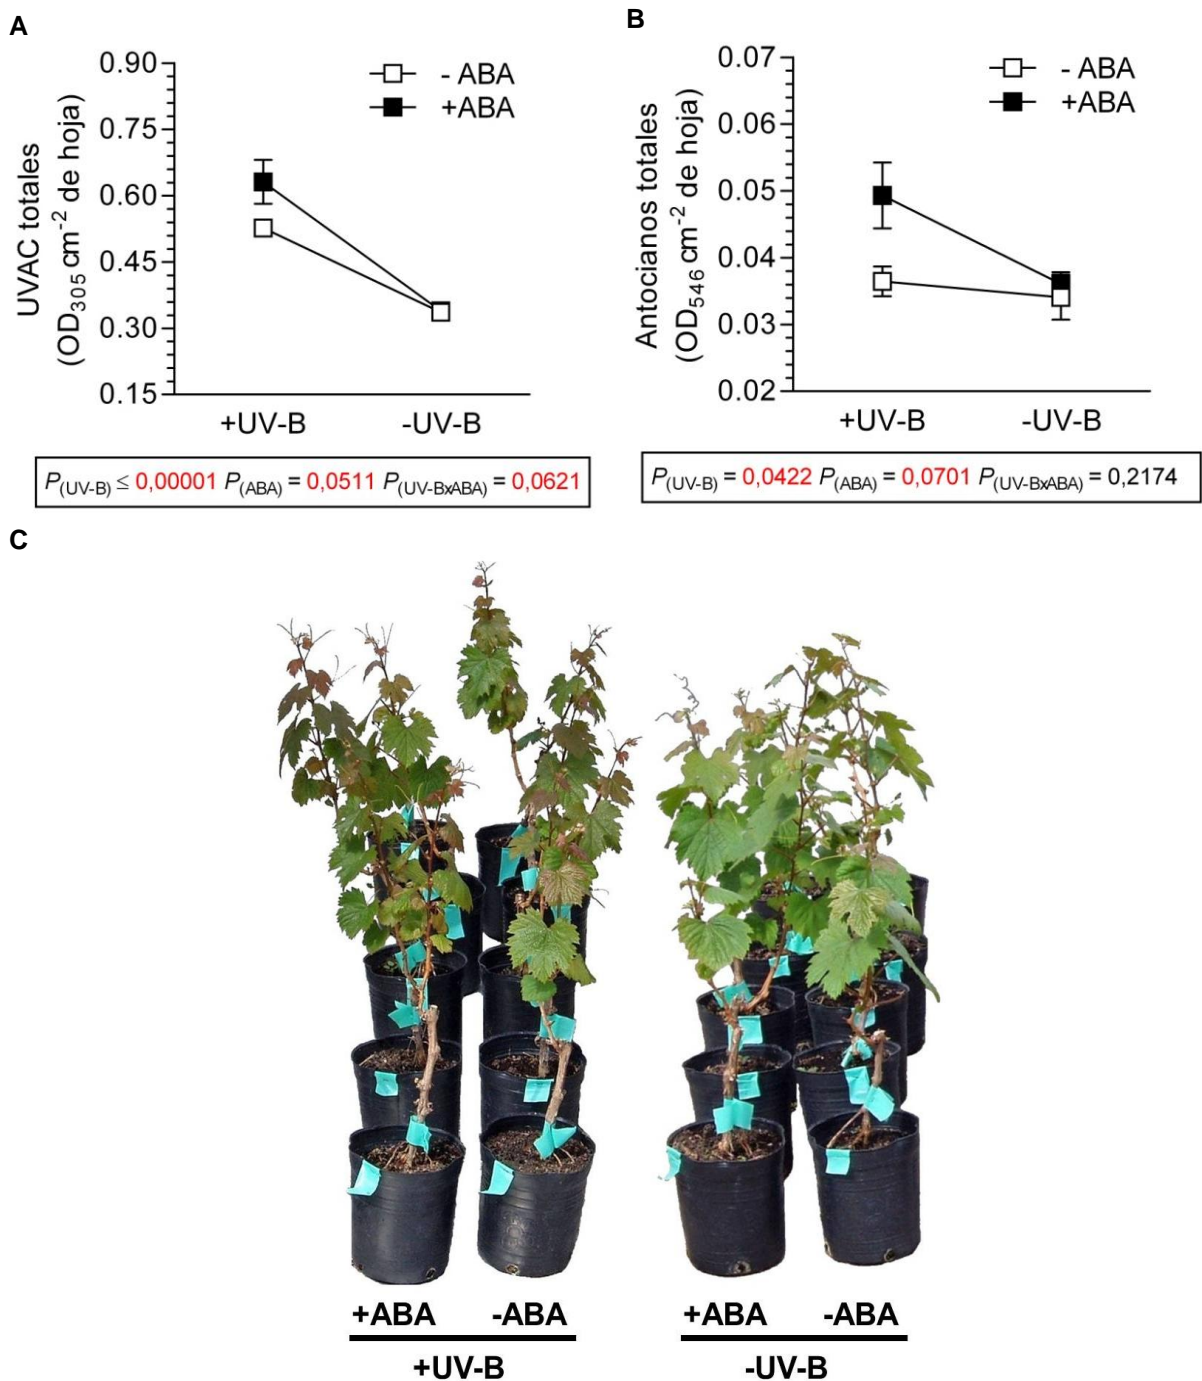 A
UVAC totales
(OD305 cm-2 de hoja)
0.90
0.75
0.60
0.45
0.30
0.15
- ABA
+ABA
+UV-B -UV-B
P(UV-B) ≤ 0,00001 P(ABA) = 0,0511 P(UV-BxABA) = 0,0621
B
Antocianos totales
(OD546 cm-2 de hoja)
0.07
0.06
0.05
0.04
0.03
0.02
- ABA
+ABA
+UV-B -UV-B
P(UV-B) = 0,0422 P(ABA) = 0,0701 P(UV-BxABA) = 0,2174
C
+ABA -ABA +ABA -ABA
+UV-B -UV-B